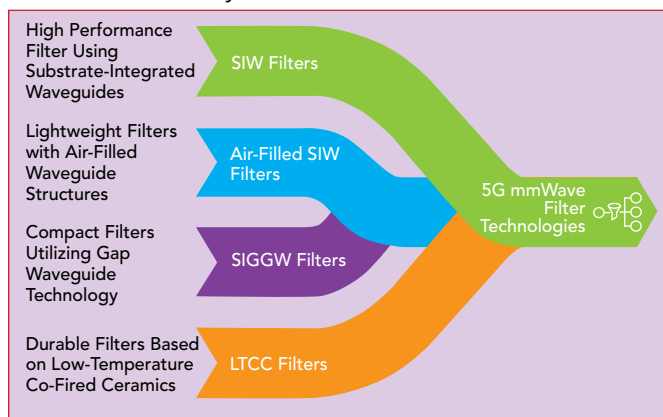 High Performance
Filter Using
Substrate-Integrated
Waveguides
SIW Filters
Lightweight Filters
with Air-Filled
Waveguide
Structures
Air-Filled SIW
Filters
Compact Filters
Utilizing Gap
Waveguide
Technology
SIGGW Filters
Durable Filters Based
on Low-Temperature
Co-Fired Ceramics
LTCC Filters
5G mmWave
Filter
Technologies